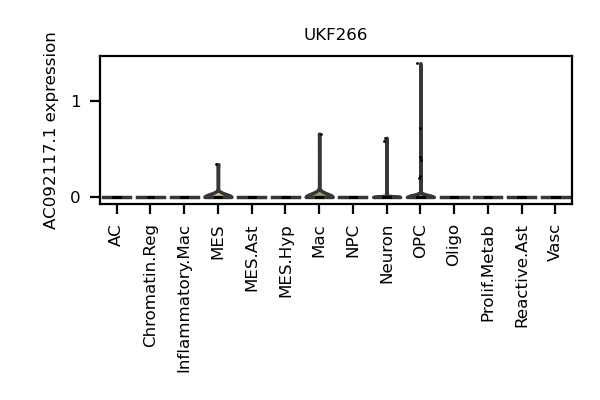 UKF266
AC092117.1 expression
1
0
AC
Chromatin.Reg
Inflammatory.Mac
MES
MES.Ast
MES.Hyp
Mac
NPC
Neuron
OPC
Oligo
Prolif.Metab
Reactive.Ast
Vasc